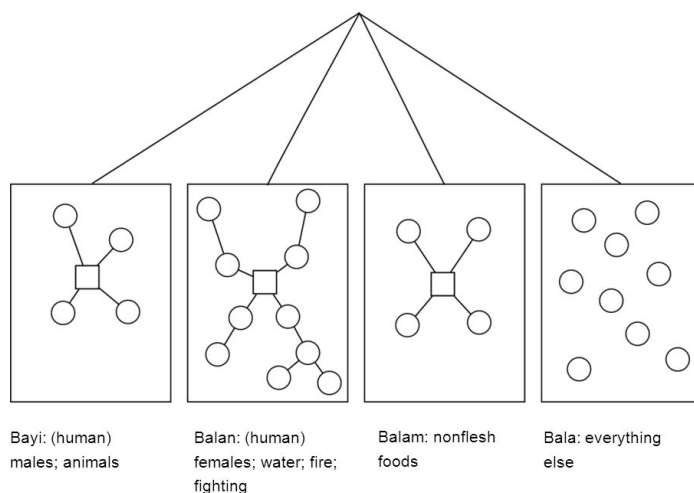 Bayi: (human)
males; animals
Balan: (human)
females; water; fire;
fighting
Balam: nonflesh
foods
Bala: everything
else